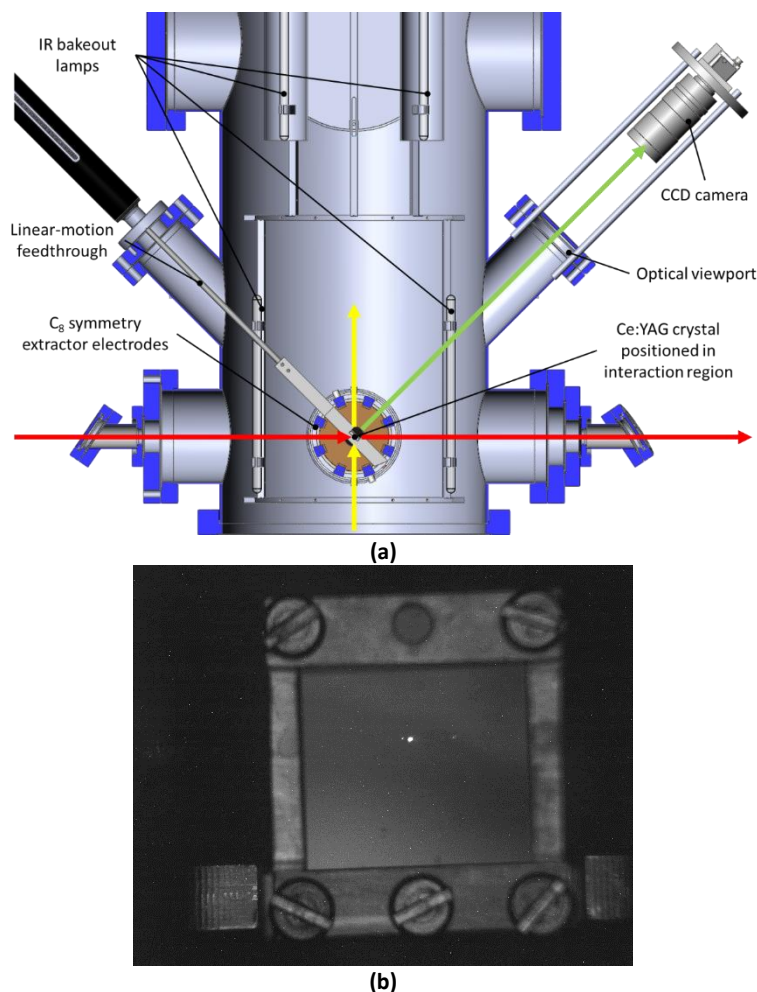 IR bakeout
lamps
CCD camera
Linear-motion
feedthrough
Optical viewport
C₈ symmetry
extractor electrodes
Ce:YAG crystal
positioned in
interaction region
(a)
(b)